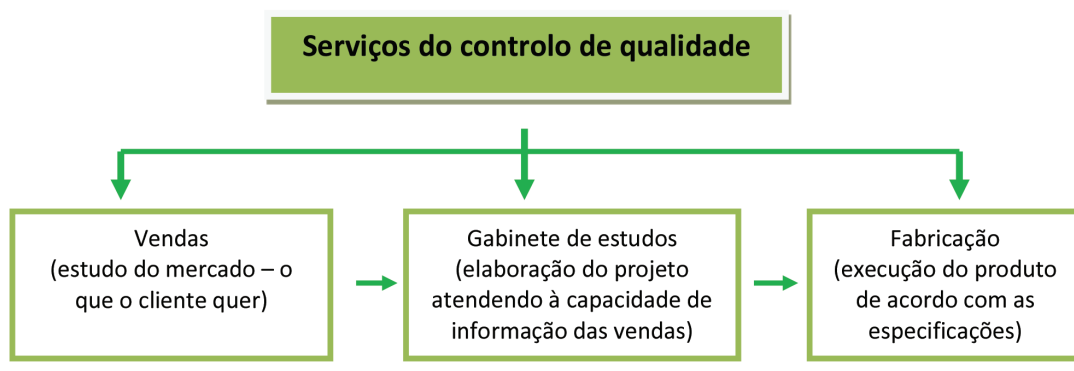 Serviços do controlo de qualidade
Vendas
(estudo do mercado – o
que o cliente quer)
Gabinete de estudos
(elaboração do projeto
atendendo à capacidade de
informação das vendas)
Fabricação
(execução do produto
de acordo com as
especificações)